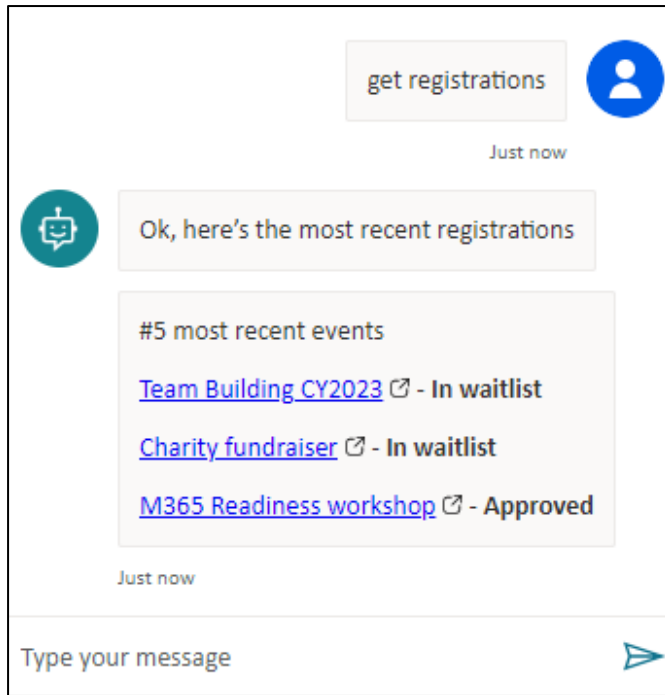 get registrations
Just now
Ok, here’s the most recent registrations
#5 most recent events
Team Building CY2023 - In waitlist
Charity fundraiser - In waitlist
M365 Readiness workshop - Approved
Just now
Type your message